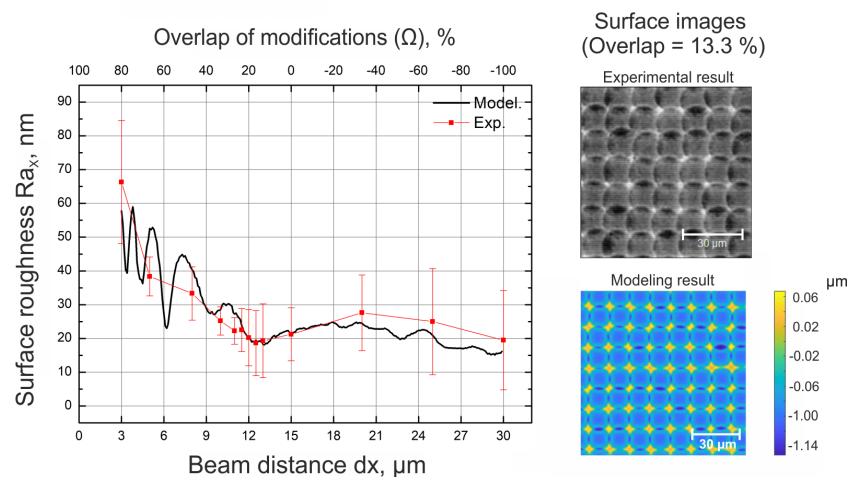 Overlap of modifications (Ω), %
100 80 60 40 20 0 -20 -40 -60 -80 -100
Surface roughness Raₓ, nm
90
80
70
60
50
40
30
20
10
0
Model.
Exp.
0 3 6 9 12 15 18 21 24 27 30
Beam distance dx, µm
Surface images
(Overlap = 13.3 %)
Experimental result
30 µm
Modeling result
µm
0.06
0.02
-0.06
-1.00
-1.14
30 µm